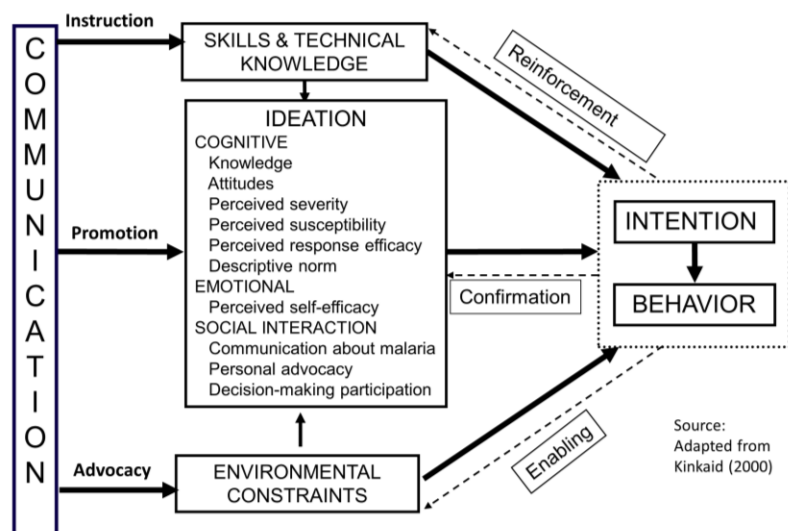 COMMUNICATION
Instruction
SKILLS & TECHNICAL
KNOWLEDGE
Reinforcement
IDEATION
COGNITIVE
Knowledge
Attitudes
Perceived severity
Perceived susceptibility
Perceived response efficacy
Descriptive norm
EMOTIONAL
Perceived self-efficacy
SOCIAL INTERACTION
Communication about malaria
Personal advocacy
Decision-making participation
Promotion
Confirmation
INTENTION
BEHAVIOR
Advocacy
ENVIRONMENTAL
CONSTRAINTS
Enabling
Source:
Adapted from
Kinkaid (2000)